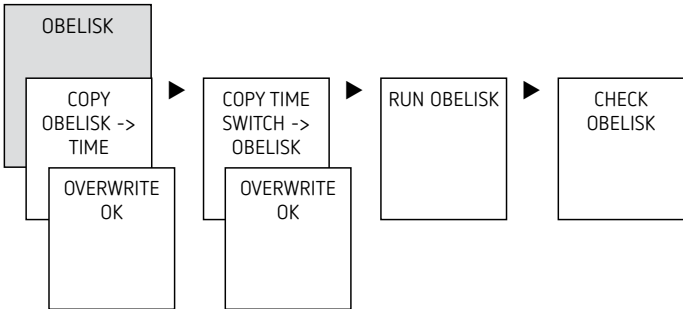 OBELISK
COPY
OBELISK ->
TIME
OVERWRITE
OK
COPY TIME
SWITCH ->
OBELISK
OVERWRITE
OK
RUN OBELISK
CHECK
OBELISK